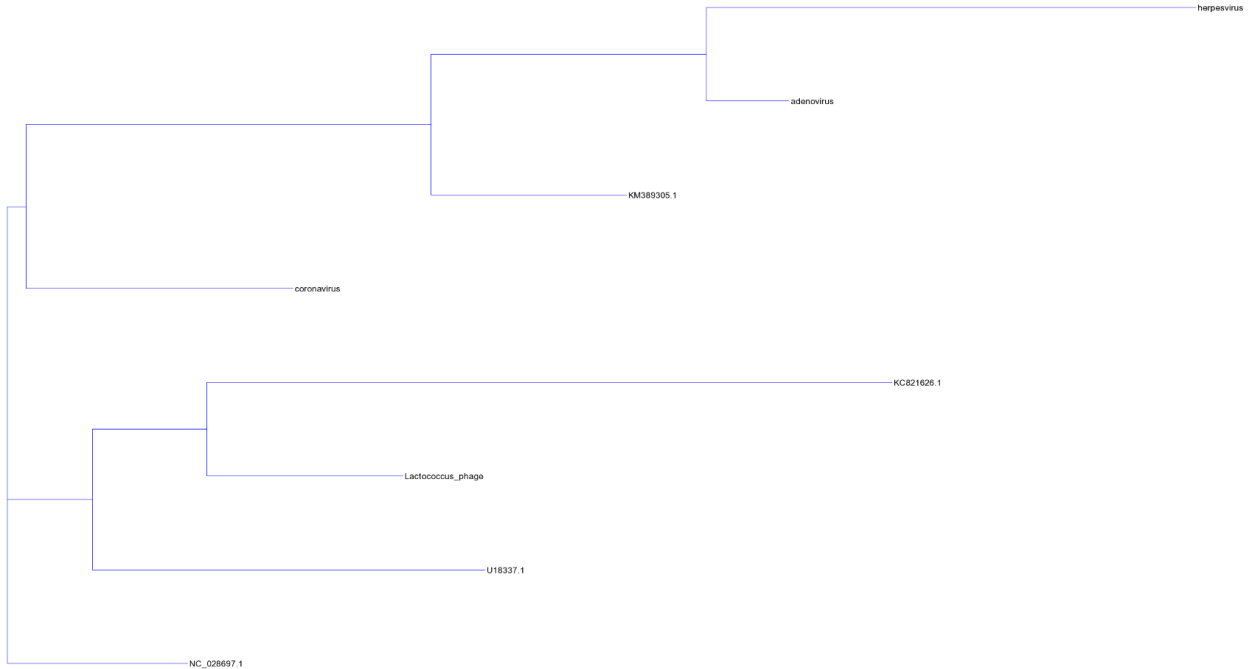 herpesvirus
adenovirus
KM389305.1
coronavirus
KC821626.1
Lactococcus_phage
U18337.1
NC_028697.1